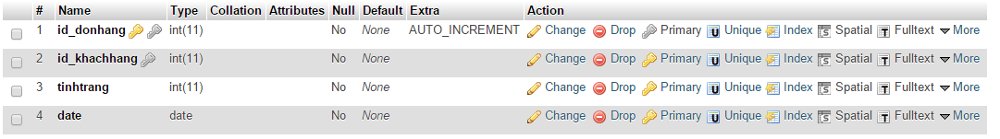 # Name Type Collation Attributes Null Default Extra Action
1 id_donhang int(11) No None AUTO_INCREMENT Change Drop Primary Unique Index Spatial Fulltext More
2 id_khachhang int(11) No None Change Drop Primary Unique Index Spatial Fulltext More
3 tinhtrang int(11) No None Change Drop Primary Unique Index Spatial Fulltext More
4 date date No None Change Drop Primary Unique Index Spatial Fulltext More